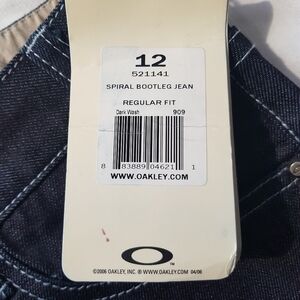 12
521141
SPIRAL BOOTLEG JEAN
REGULAR FIT
Dark Wash 909
8 83889 04621 1
WWW.OAKLEY.COM
™
©2006 OAKLEY, INC. ® WWW.OAKLEY.COM 04/06